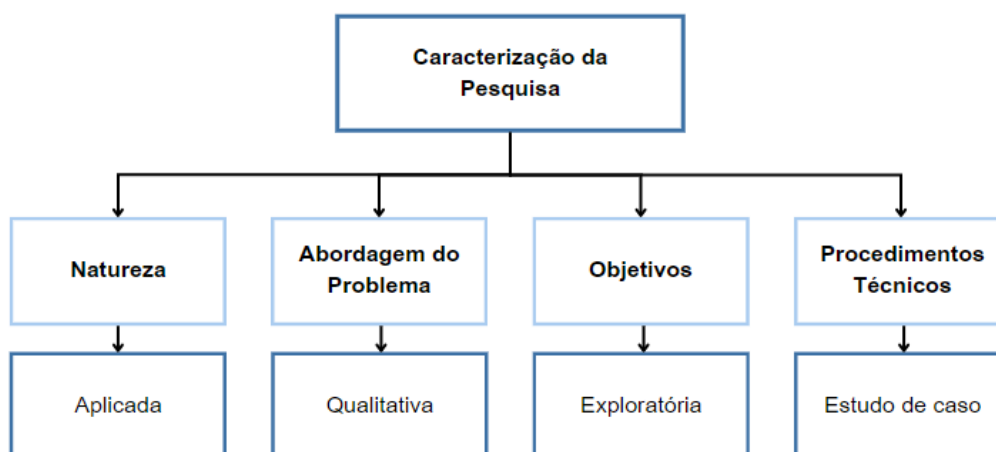 Caracterização da
Pesquisa
Natureza
Abordagem do
Problema
Objetivos
Procedimentos
Técnicos
Aplicada
Qualitativa
Exploratória
Estudo de caso